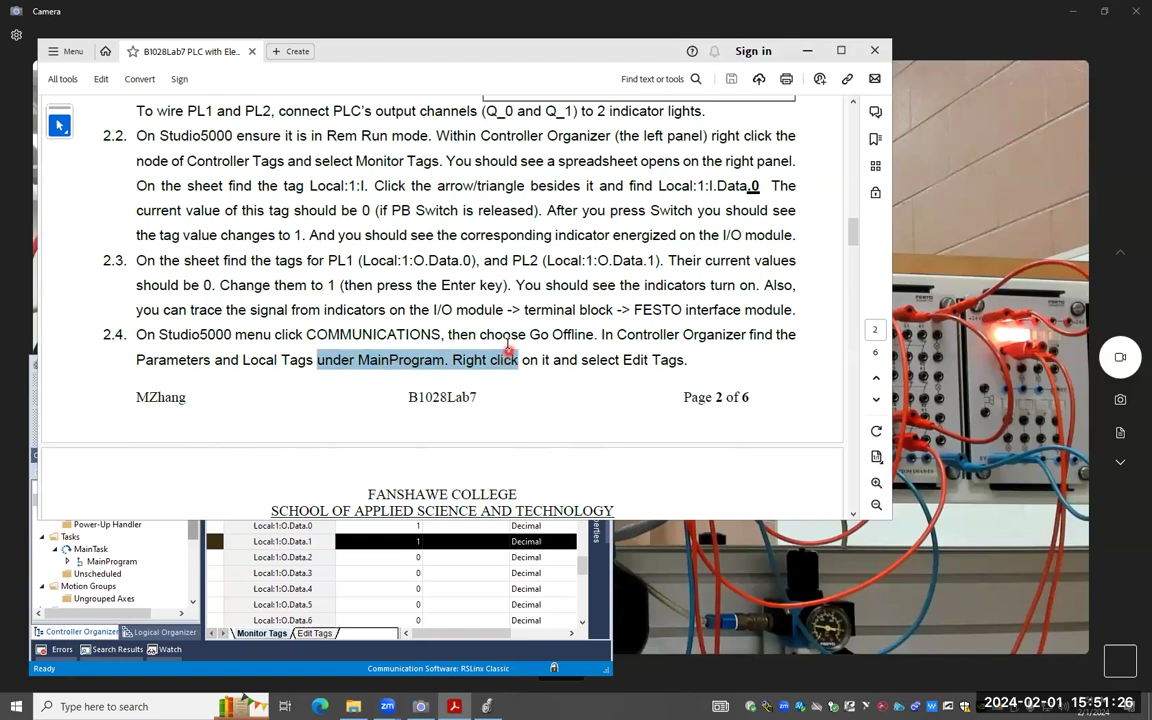 Camera
Menu
B1028Lab7 PLC with Ele...
Create
Sign in
All tools Edit Convert Sign
Find text or tools
To wire PL1 and PL2, connect PLC's output channels (Q_0 and Q_1) to 2 indicator lights.
2.2. On Studio5000 ensure it is in Rem Run mode. Within Controller Organizer (the left panel) right click the
node of Controller Tags and select Monitor Tags. You should see a spreadsheet opens on the right panel.
On the sheet find the tag Local:1:I. Click the arrow/triangle besides it and find Local:1:I.Data.0 The
current value of this tag should be 0 (if PB Switch is released). After you press Switch you should see
the tag value changes to 1. And you should see the corresponding indicator energized on the I/O module.
2.3. On the sheet find the tags for PL1 (Local:1:O.Data.0), and PL2 (Local:1:O.Data.1). Their current values
should be 0. Change them to 1 (then press the Enter key). You should see the indicators turn on. Also,
you can trace the signal from indicators on the I/O module -> terminal block -> FESTO interface module.
2.4. On Studio5000 menu click COMMUNICATIONS, then choose Go Offline. In Controller Organizer find the
Parameters and Local Tags under MainProgram. Right click on it and select Edit Tags.
MZhang B1028Lab7 Page 2 of 6
2
6
FANSHAWE COLLEGE
SCHOOL OF APPLIED SCIENCE AND TECHNOLOGY
Power-Up Handler
Tasks
MainTask
MainProgram
Unscheduled
Motion Groups
Ungrouped Axes
Controller Organizer Logical Organizer
Local:1:O.Data.0 1 Decimal
Local:1:O.Data.1 1 Decimal
Local:1:O.Data.2 0 Decimal
Local:1:O.Data.3 0 Decimal
Local:1:O.Data.4 0 Decimal
Local:1:O.Data.5 0 Decimal
Local:1:O.Data.6 0 Decimal
Monitor Tags Edit Tags
Errors Search Results Watch
Ready Communication Software: RSLinx Classic
Type here to search
2024-02-01 15:51:26